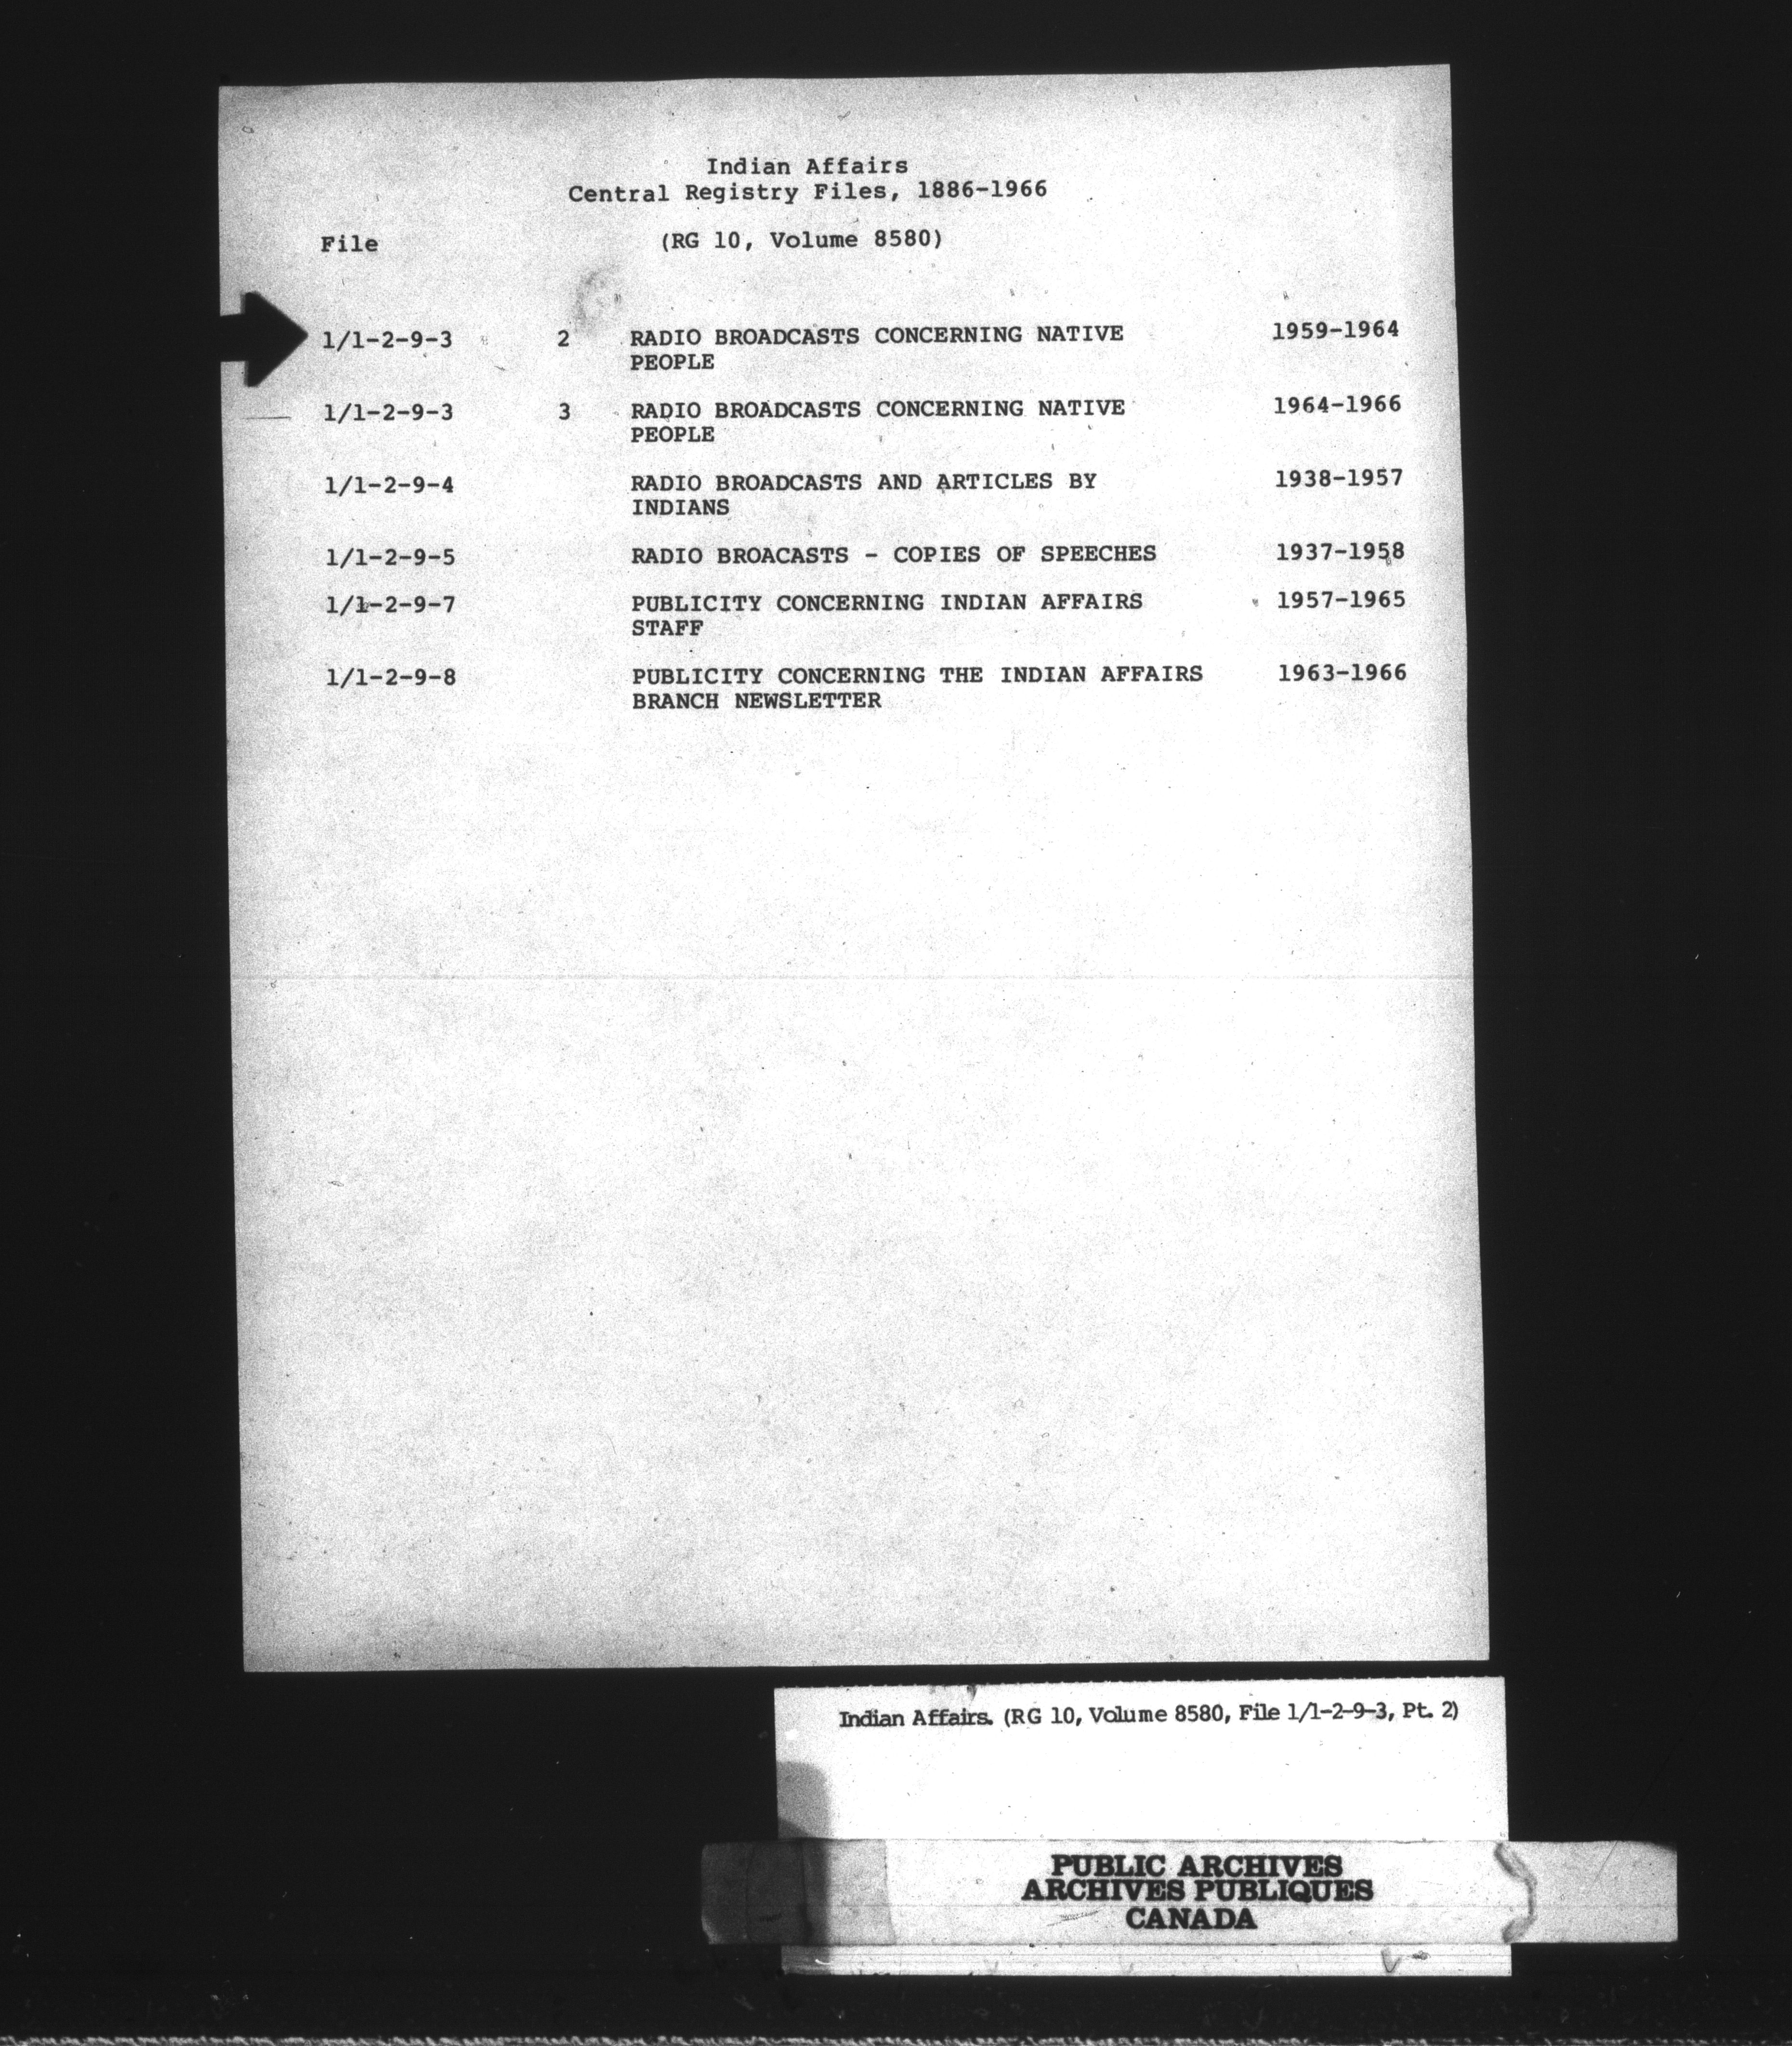 Indian Affairs
Central Registry Files, 1886-1966
File (RG 10, Volume 8580)
1/1-2-9-3 2 RADIO BROADCASTS CONCERNING NATIVE 1959-1964
PEOPLE
1/1-2-9-3 3 RADIO BROADCASTS CONCERNING NATIVE 1964-1966
PEOPLE
1/1-2-9-4 RADIO BROADCASTS AND ARTICLES BY 1938-1957
INDIANS
1/1-2-9-5 RADIO BROACASTS - COPIES OF SPEECHES 1937-1958
1/1-2-9-7 PUBLICITY CONCERNING INDIAN AFFAIRS 1957-1965
STAFF
1/1-2-9-8 PUBLICITY CONCERNING THE INDIAN AFFAIRS 1963-1966
BRANCH NEWSLETTER
Indian Affairs. (RG 10, Volume 8580, File 1/1-2-9-3, Pt. 2)
PUBLIC ARCHIVES
ARCHIVES PUBLIQUES
CANADA